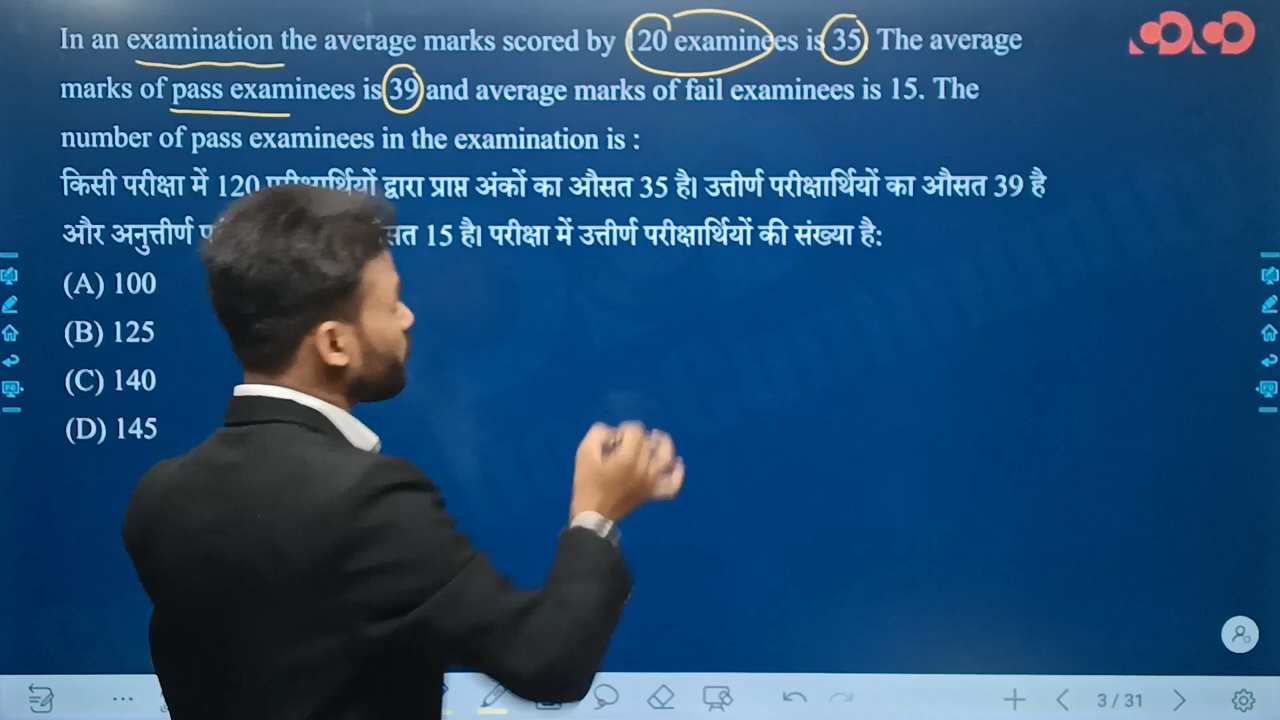 In an examination the average marks scored by 120 examinees is 35. The average
marks of pass examinees is 39 and average marks of fail examinees is 15. The
number of pass examinees in the examination is :
किसी परीक्षा में 120 परीक्षार्थियों द्वारा प्राप्त अंकों का औसत 35 है। उत्तीर्ण परीक्षार्थियों का औसत 39 है
और अनुत्तीर्ण 15 है। परीक्षा में उत्तीर्ण परीक्षार्थियों की संख्या है:
(A) 100
(B) 125
(C) 140
(D) 145
3 / 31